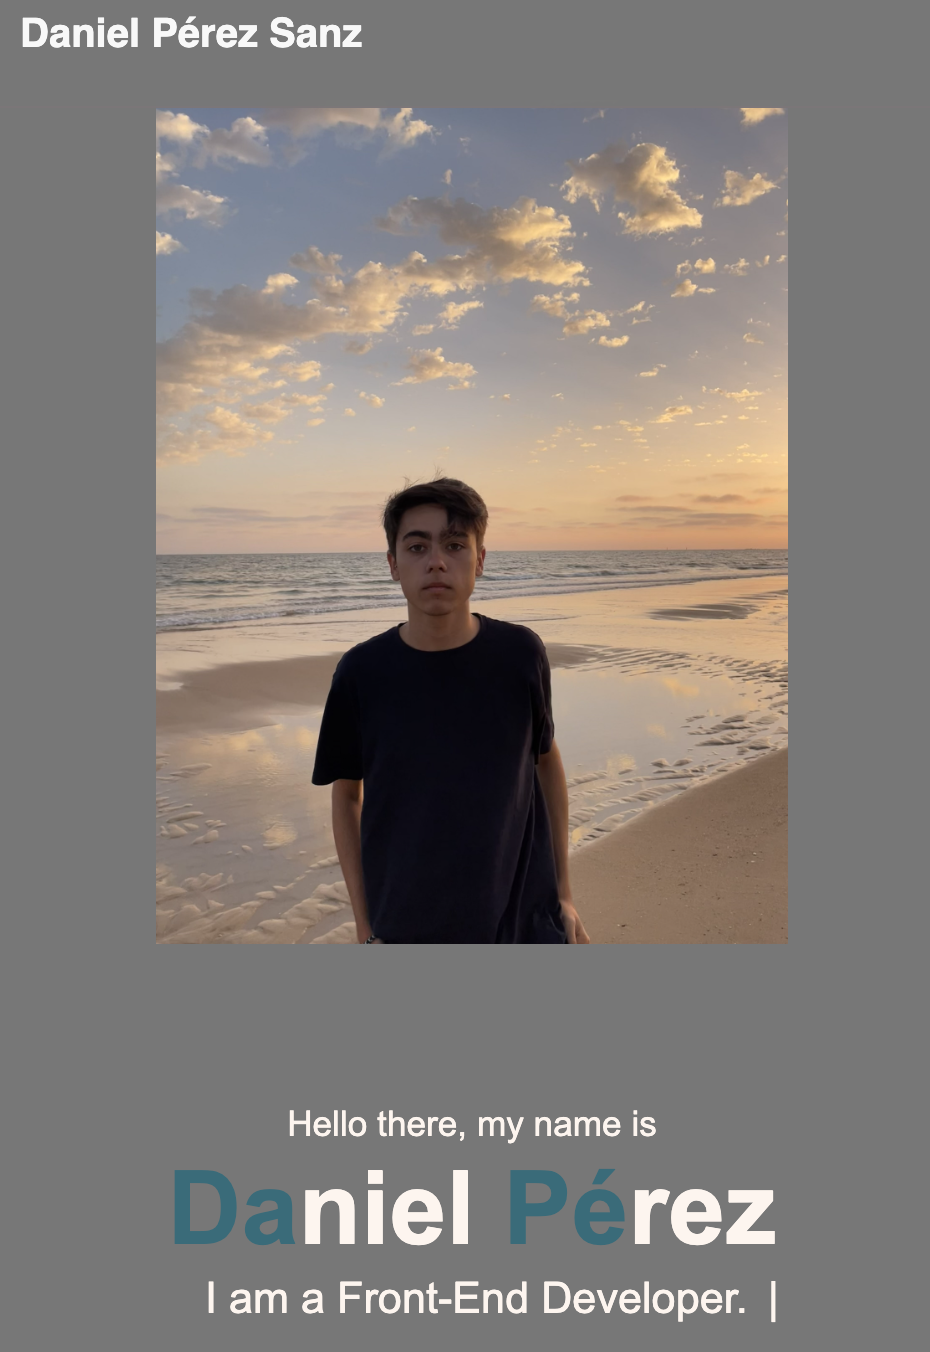 Daniel Pérez Sanz
Hello there, my name is
Daniel Pérez
I am a Front-End Developer. |